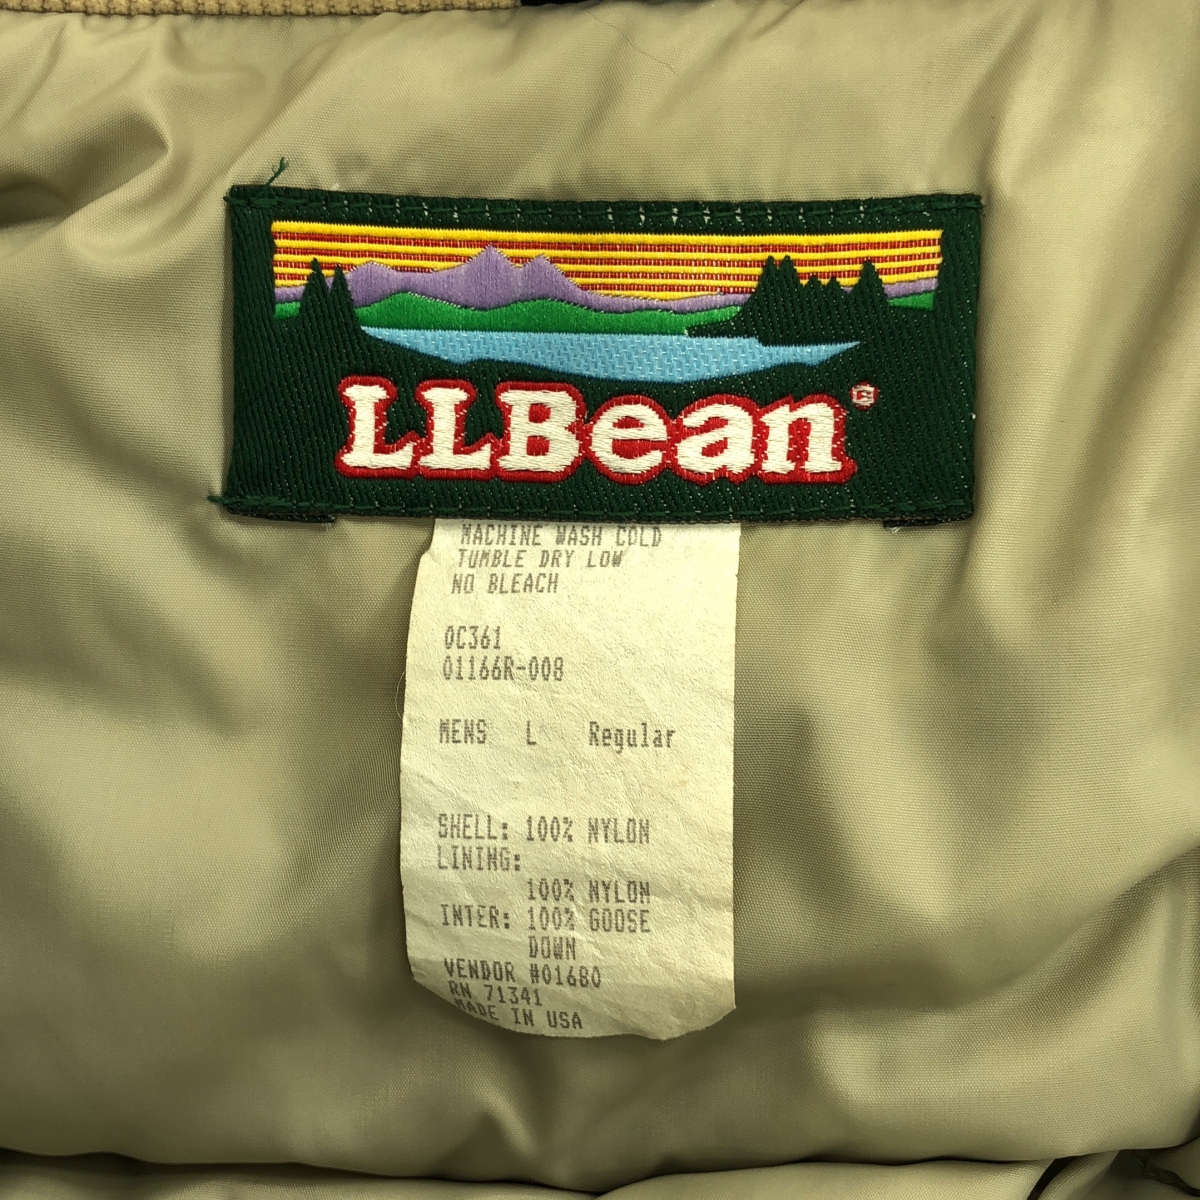 LLBean®
MACHINE WASH COLD
TUMBLE DRY LOW
NO BLEACH
0C361
01166R-008
MENS L Regular
SHELL: 100% NYLON
LINING:
100% NYLON
INTER: 100% GOOSE
DOWN
VENDOR #01680
RN 71341
MADE IN USA